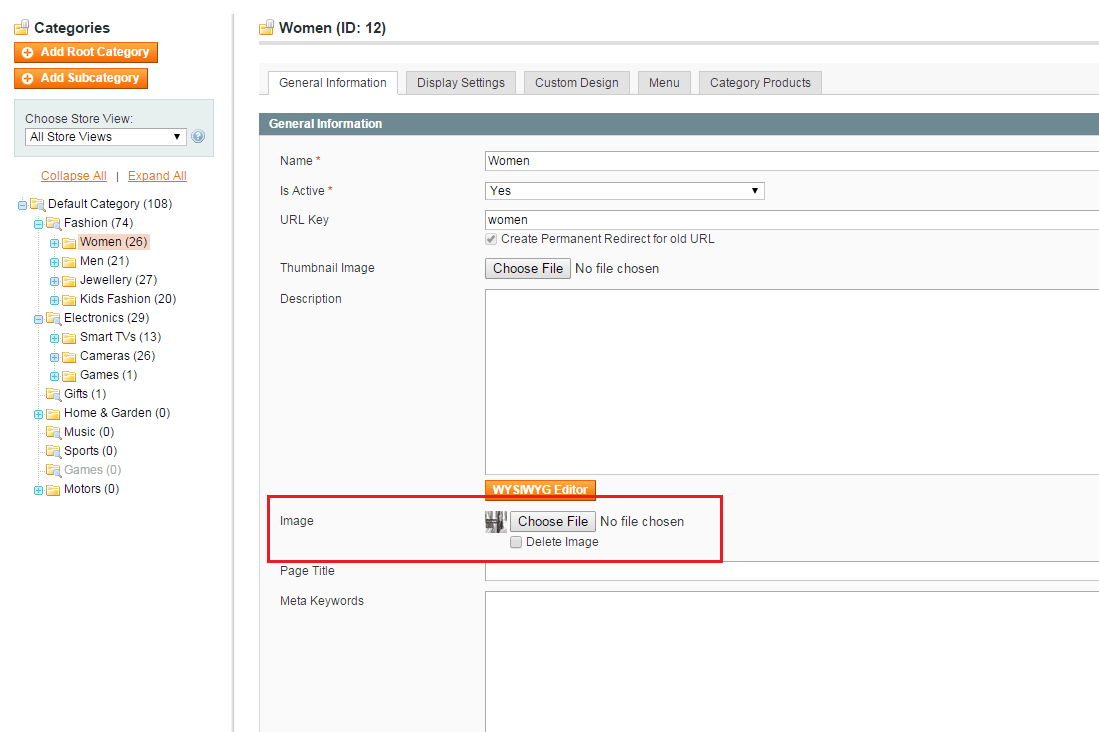 Categories
Add Root Category
Add Subcategory
Choose Store View:
All Store Views
Collapse All | Expand All
Default Category (108)
Fashion (74)
Women (26)
Men (21)
Jewellery (27)
Kids Fashion (20)
Electronics (29)
Smart TVs (13)
Cameras (26)
Games (1)
Gifts (1)
Home & Garden (0)
Music (0)
Sports (0)
Games (0)
Motors (0)
Women (ID: 12)
General Information Display Settings Custom Design Menu Category Products
General Information
Name * Women
Is Active * Yes
URL Key women
Create Permanent Redirect for old URL
Thumbnail Image Choose File No file chosen
Description
WYSIWYG Editor
Image Choose File No file chosen
Delete Image
Page Title
Meta Keywords